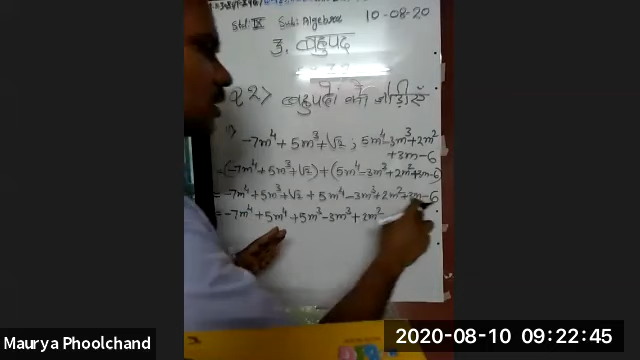 Std: IX Sub: Algebra 10-08-20
3. बहुपद
Q2> बहुपदों को जोड़ीए
1) -7m⁴ + 5m³ + √2 ; 5m⁴ - 3m³ + 2m²
+ 3m - 6
= (-7m⁴ + 5m³ + √2) + (5m⁴ - 3m³ + 2m² + 3m - 6)
= -7m⁴ + 5m³ + √2 + 5m⁴ - 3m³ + 2m² + 3m - 6
= -7m⁴ + 5m⁴ + 5m³ - 3m³ + 2m²
Maurya Phoolchand
2020-08-10 09:22:45